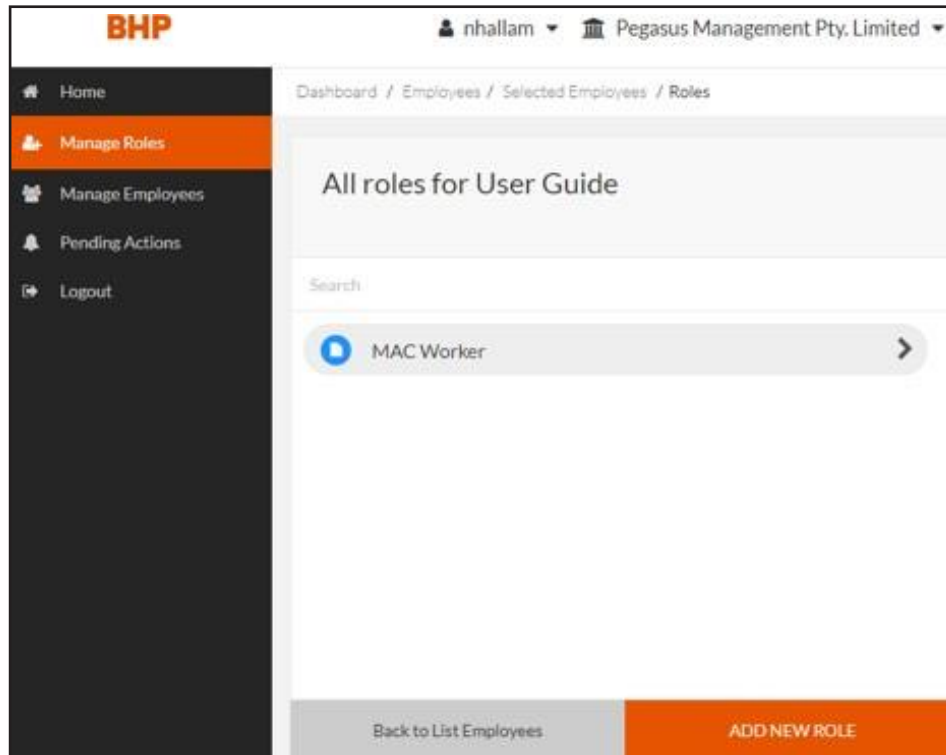 BHP
nhallam
Pegasus Management Pty. Limited
Home
Manage Roles
Manage Employees
Pending Actions
Logout
Dashboard / Employees / Selected Employees / Roles
All roles for User Guide
Search
MAC Worker
Back to List Employees
ADD NEW ROLE